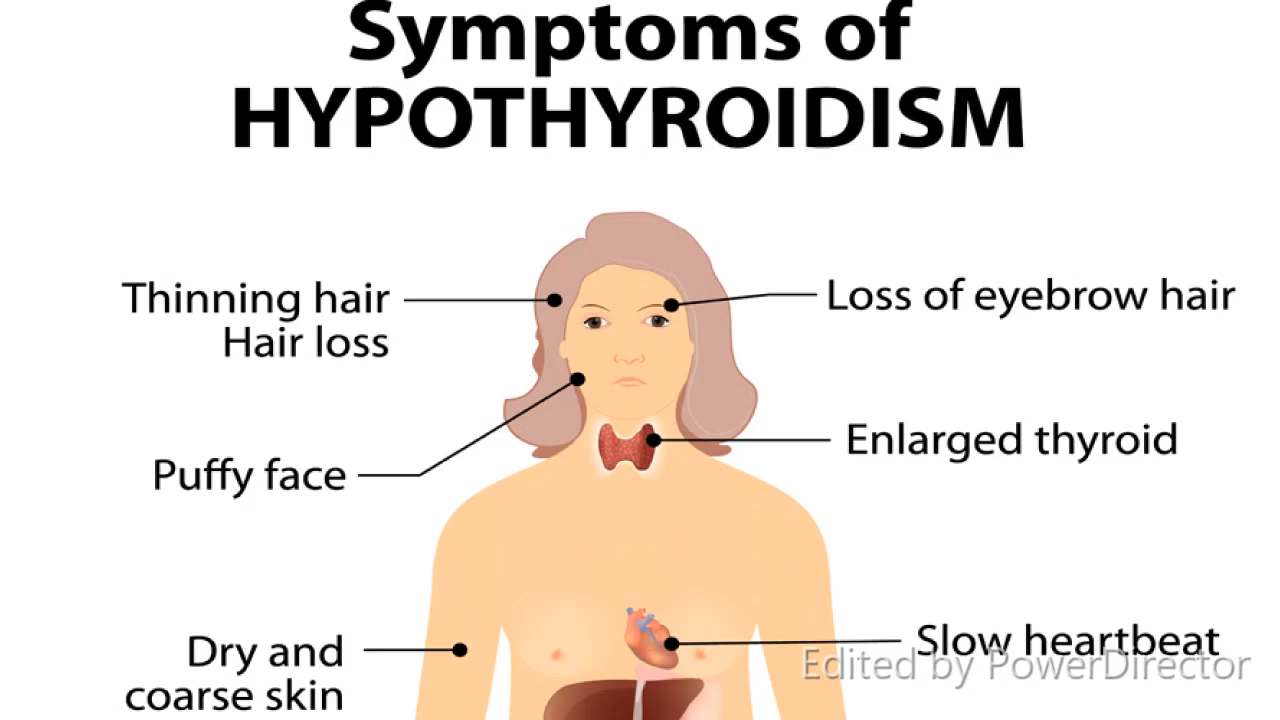 Symptoms of
HYPOTHYROIDISM
Thinning hair
Hair loss
Loss of eyebrow hair
Puffy face
Enlarged thyroid
Dry and
coarse skin
Slow heartbeat
Edited by PowerDirector